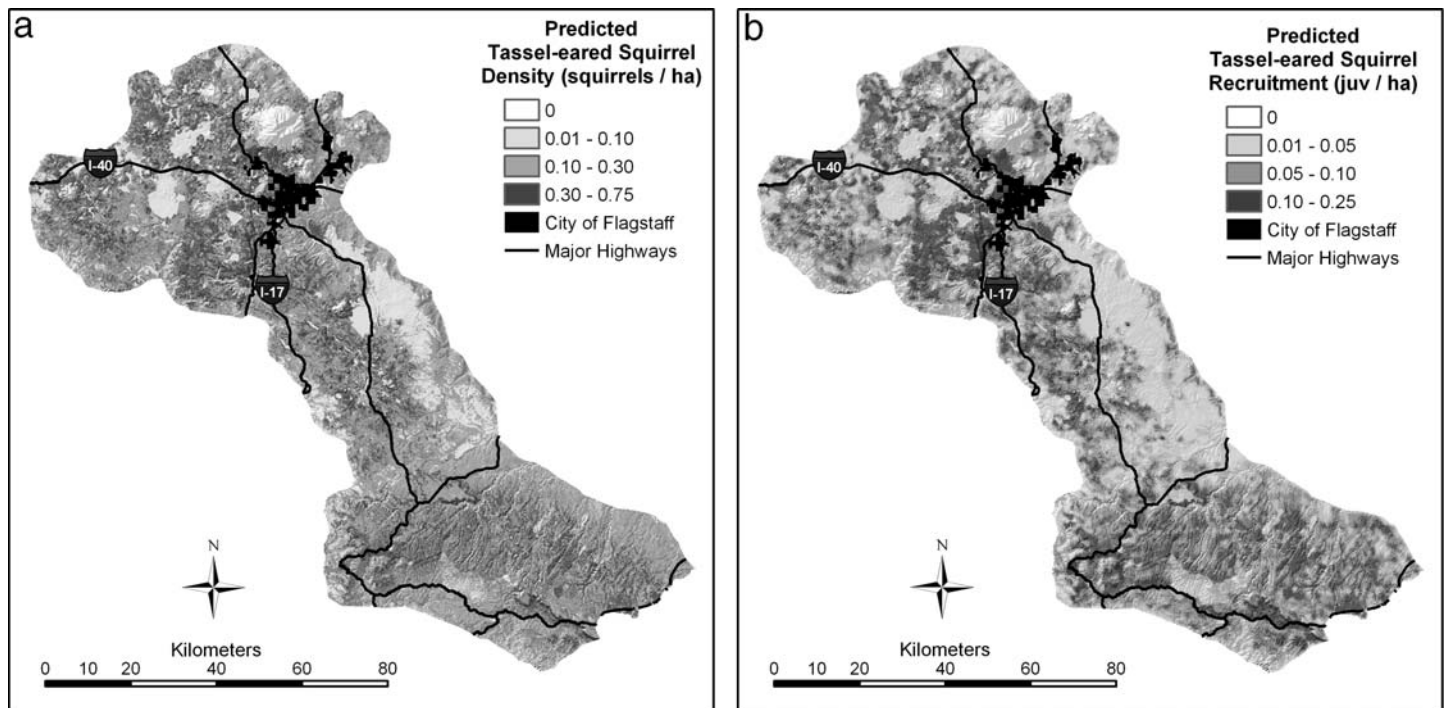 a
Predicted
Tassel-eared Squirrel
Density (squirrels / ha)
0
0.01 - 0.10
0.10 - 0.30
0.30 - 0.75
City of Flagstaff
Major Highways
I-40
I-17
N
Kilometers
0 10 20 40 60 80
b
Predicted
Tassel-eared Squirrel
Recruitment (juv / ha)
0
0.01 - 0.05
0.05 - 0.10
0.10 - 0.25
City of Flagstaff
Major Highways
I-40
I-17
N
Kilometers
0 10 20 40 60 80